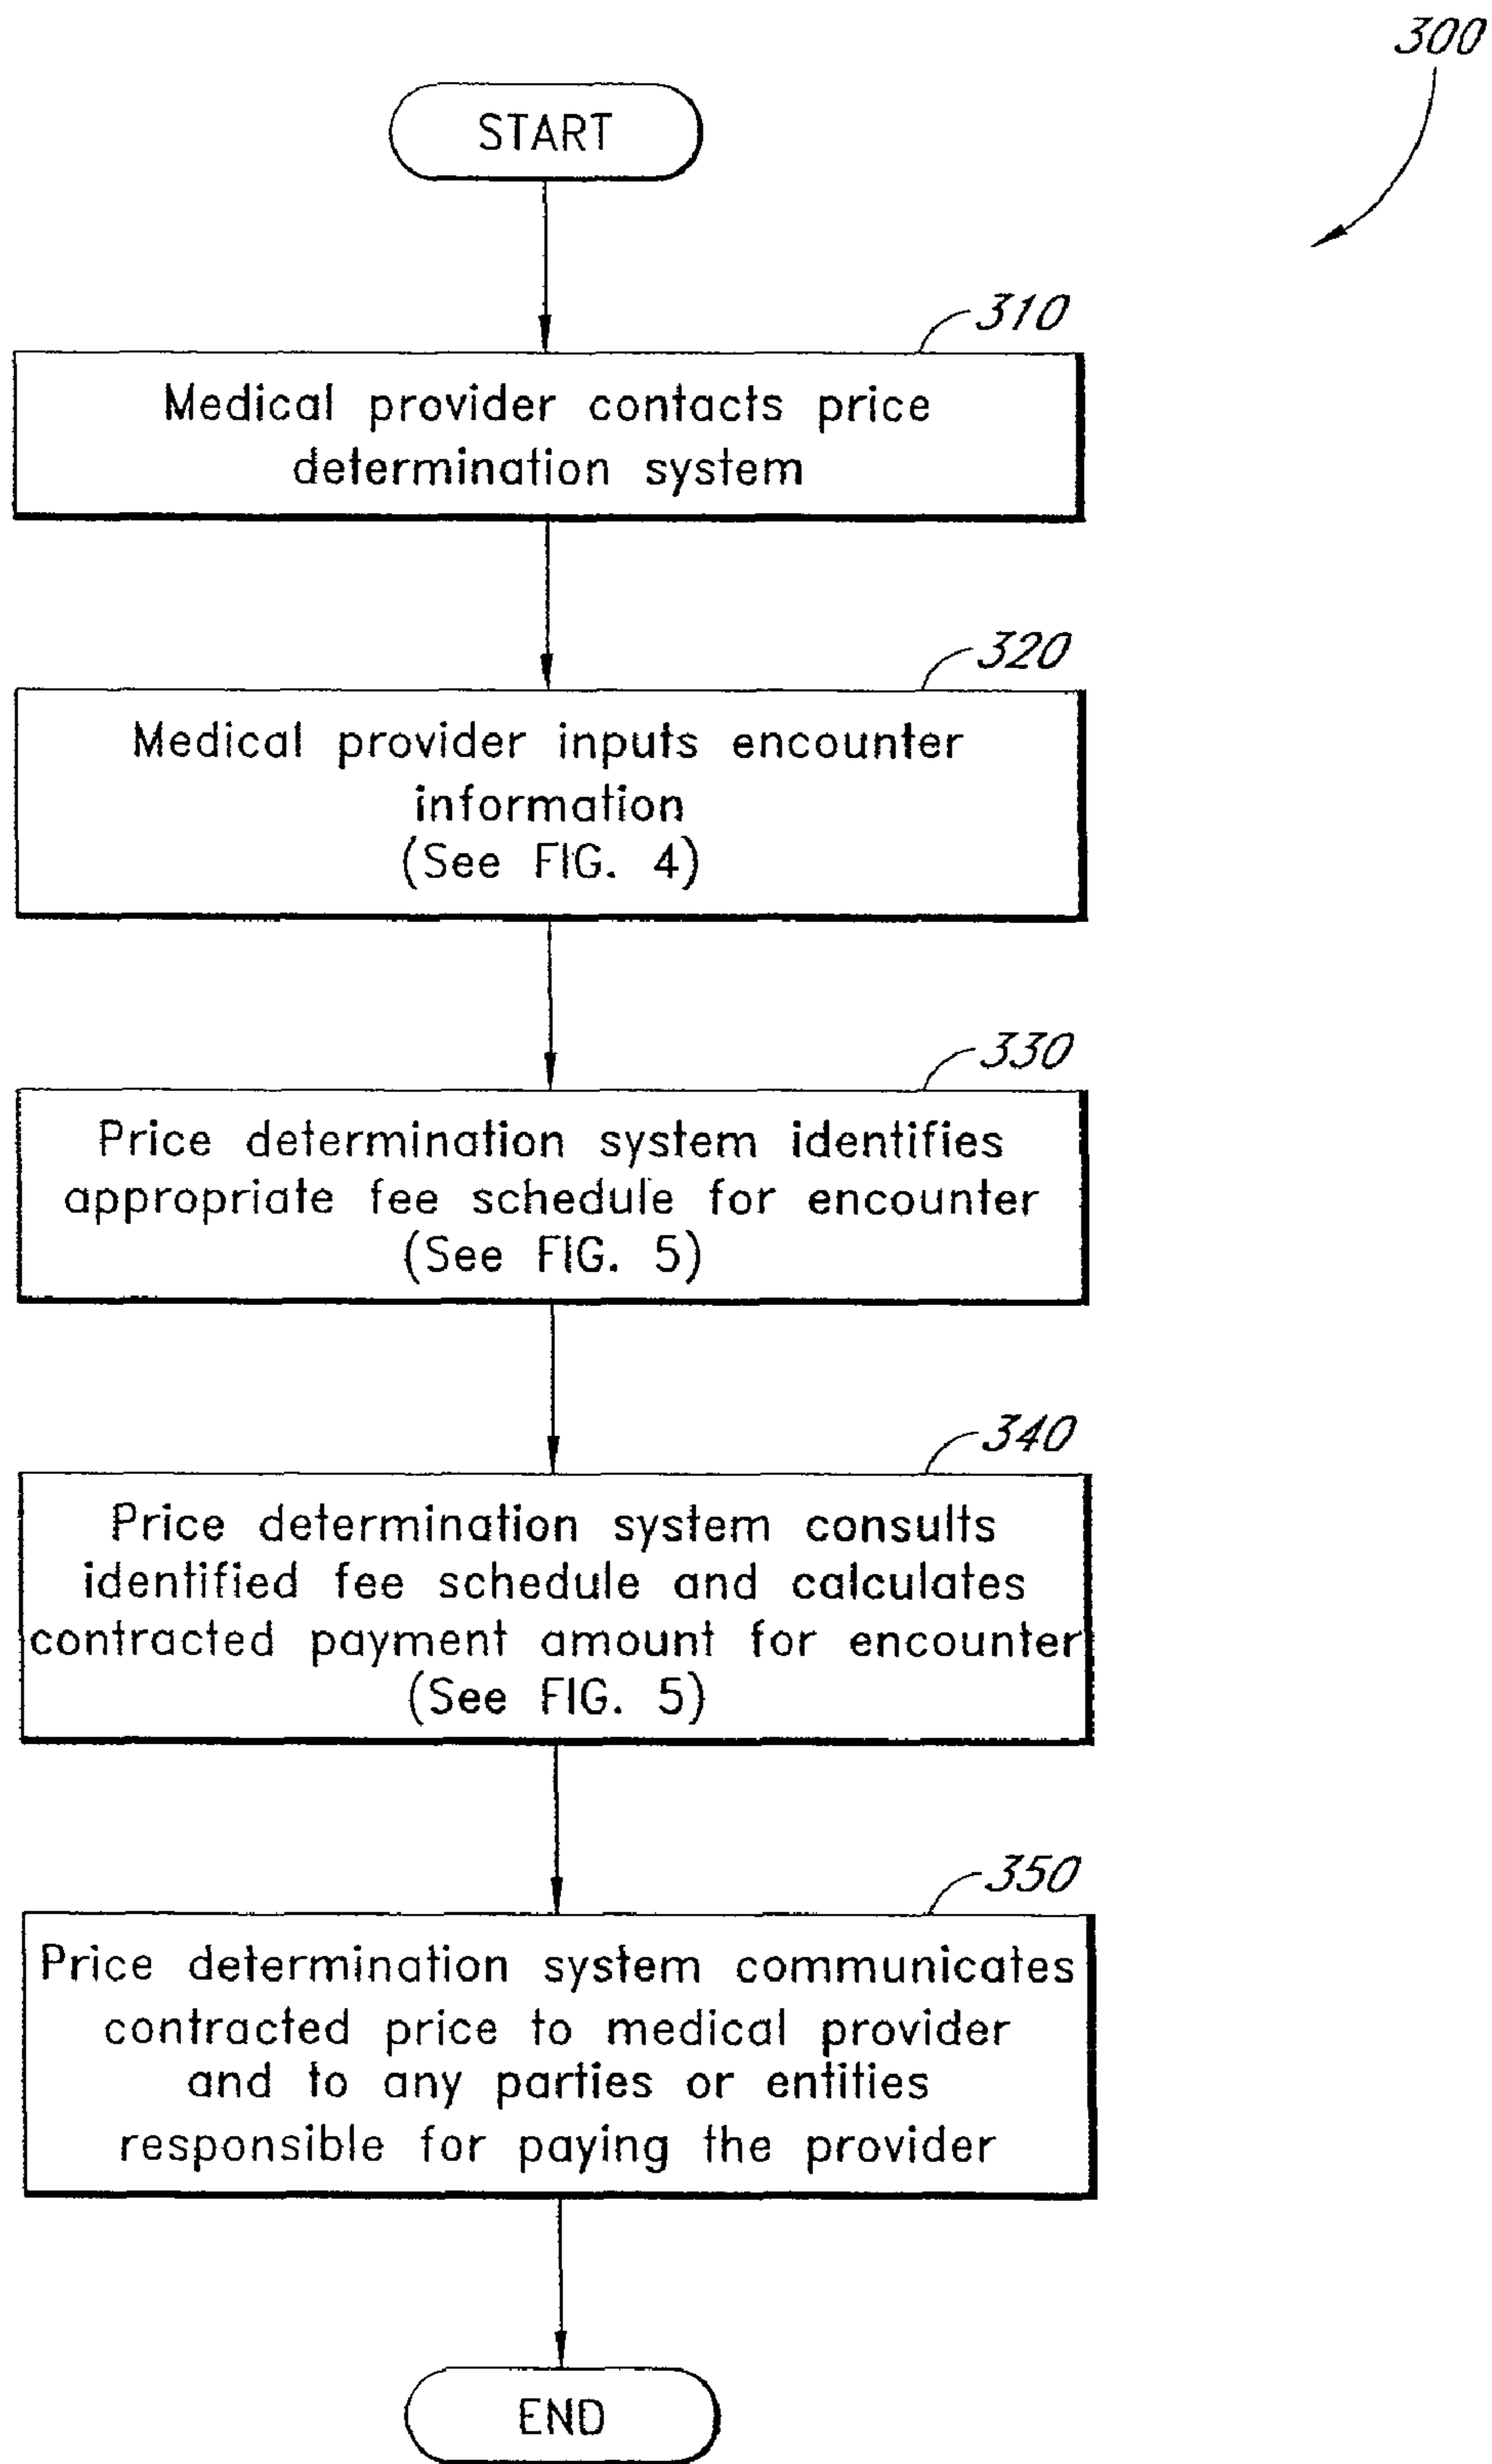 300
START
310
Medical provider contacts price
determination system
320
Medical provider inputs encounter
information
(See FIG. 4)
330
Price determination system identifies
appropriate fee schedule for encounter
(See FIG. 5)
340
Price determination system consults
identified fee schedule and calculates
contracted payment amount for encounter
(See FIG. 5)
350
Price determination system communicates
contracted price to medical provider
and to any parties or entities
responsible for paying the provider
END